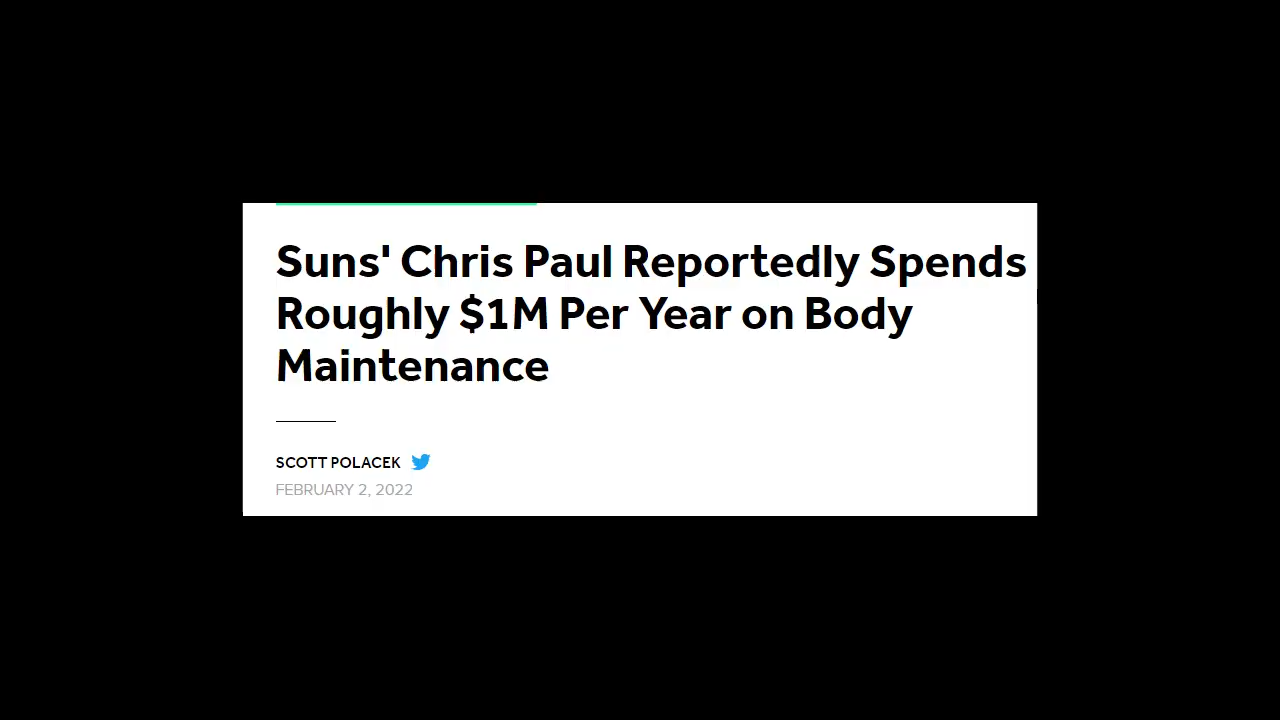 Suns' Chris Paul Reportedly Spends
Roughly $1M Per Year on Body
Maintenance
SCOTT POLACEK
FEBRUARY 2, 2022